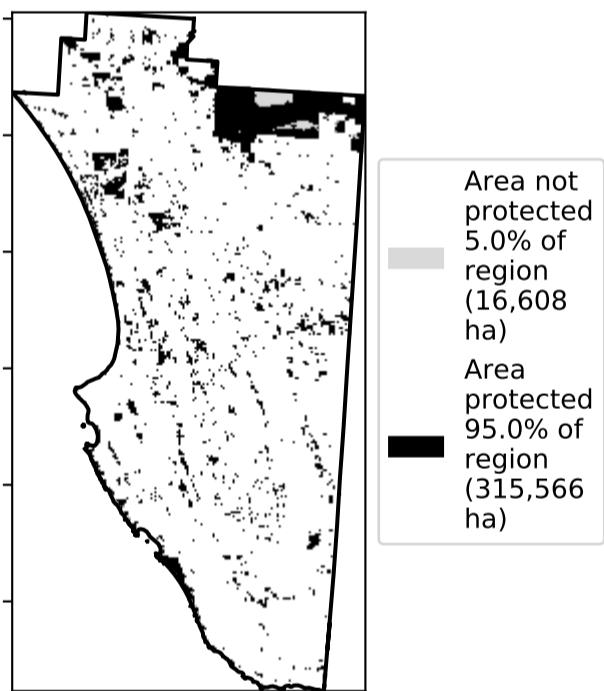 Area not
protected
5.0% of
region
(16,608
ha)
Area
protected
95.0% of
region
(315,566
ha)